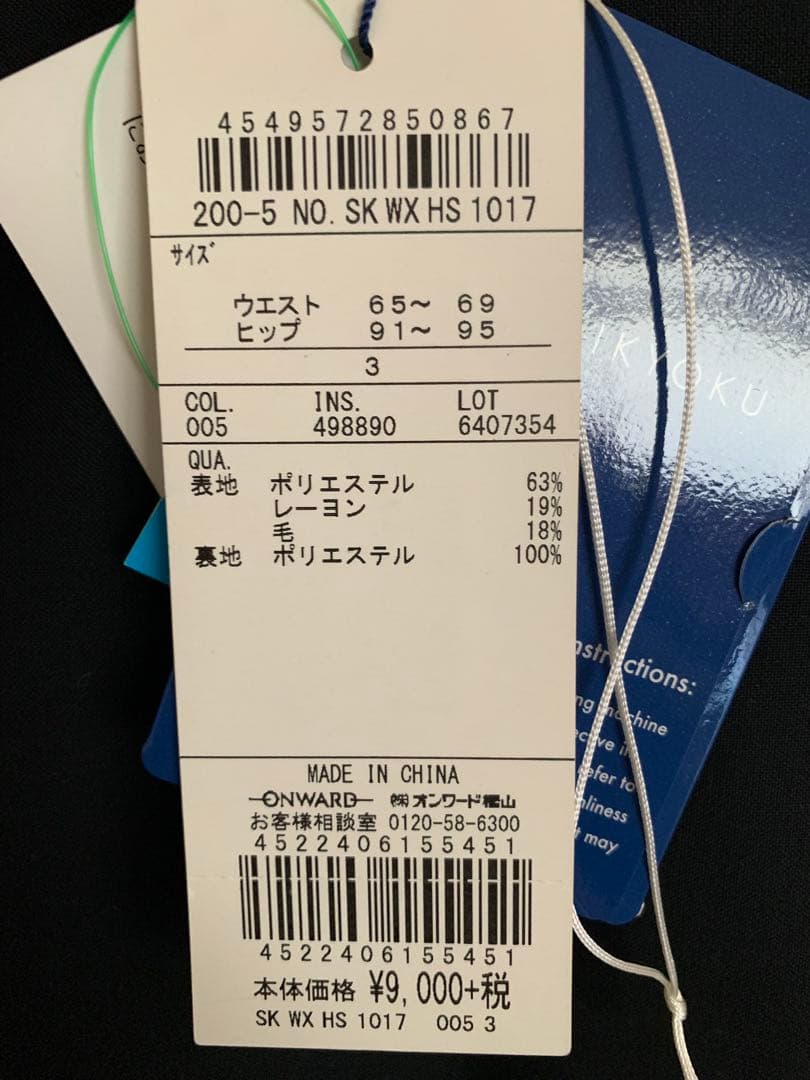 4549572850867
200-5 NO. SK WX HS 1017
サイズ
ウエスト 65～ 69
ヒップ 91～ 95
3
COL. INS. LOT
005 498890 6407354
QUA.
表地 ポリエステル 63%
レーヨン 19%
毛 18%
裏地 ポリエステル 100%
MADE IN CHINA
ONWARD ㈱オンワード樫山
お客様相談室 0120-58-6300
4522406155451
4522406155451
本体価格 ¥9,000+税
SK WX HS 1017 005 3
IKYOKU
nstructions:
ng machine
ective i
efer to
nliness
t may